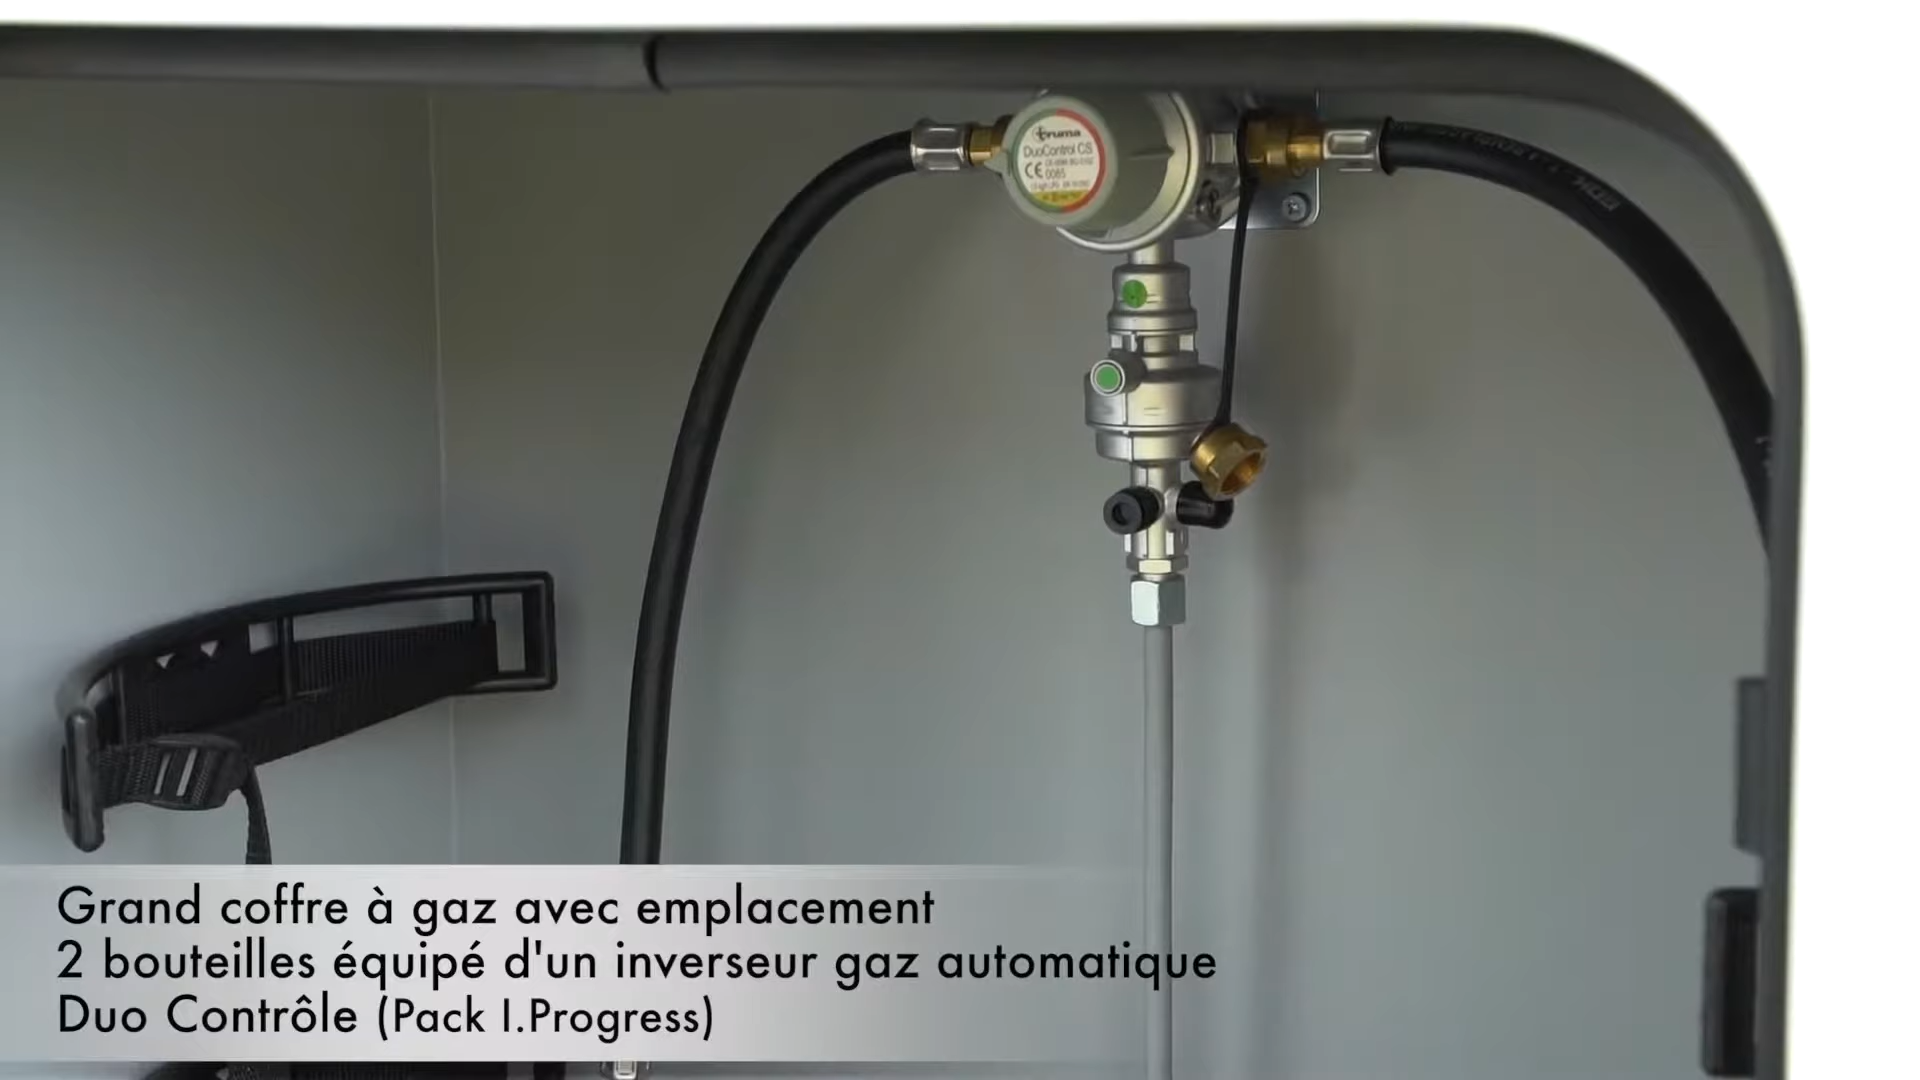 truma
DuoControl CS
CE 0085
Grand coffre à gaz avec emplacement
2 bouteilles équipé d'un inverseur gaz automatique
Duo Contrôle (Pack I.Progress)